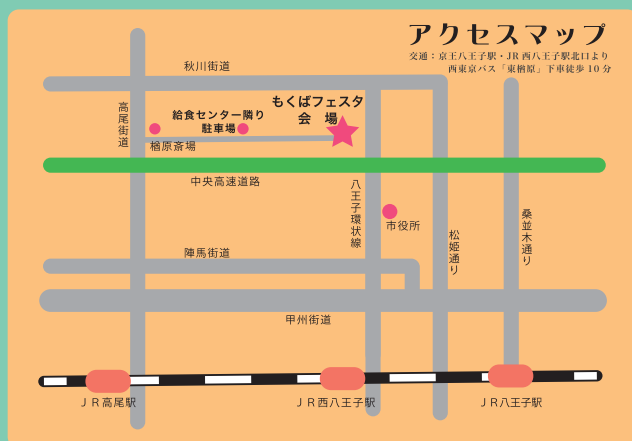 アクセスマップ
交通：京王八王子駅・JR西八王子駅北口より
西東京バス「東楢原」下車徒歩10分
秋川街道
高尾街道
もくばフェスタ
会　場
給食センター隣り
駐車場
楢原斎場
中央高速道路
八王子環状線
市役所
松姫通り
桑並木通り
陣馬街道
甲州街道
ＪＲ高尾駅
ＪＲ西八王子駅
ＪＲ八王子駅